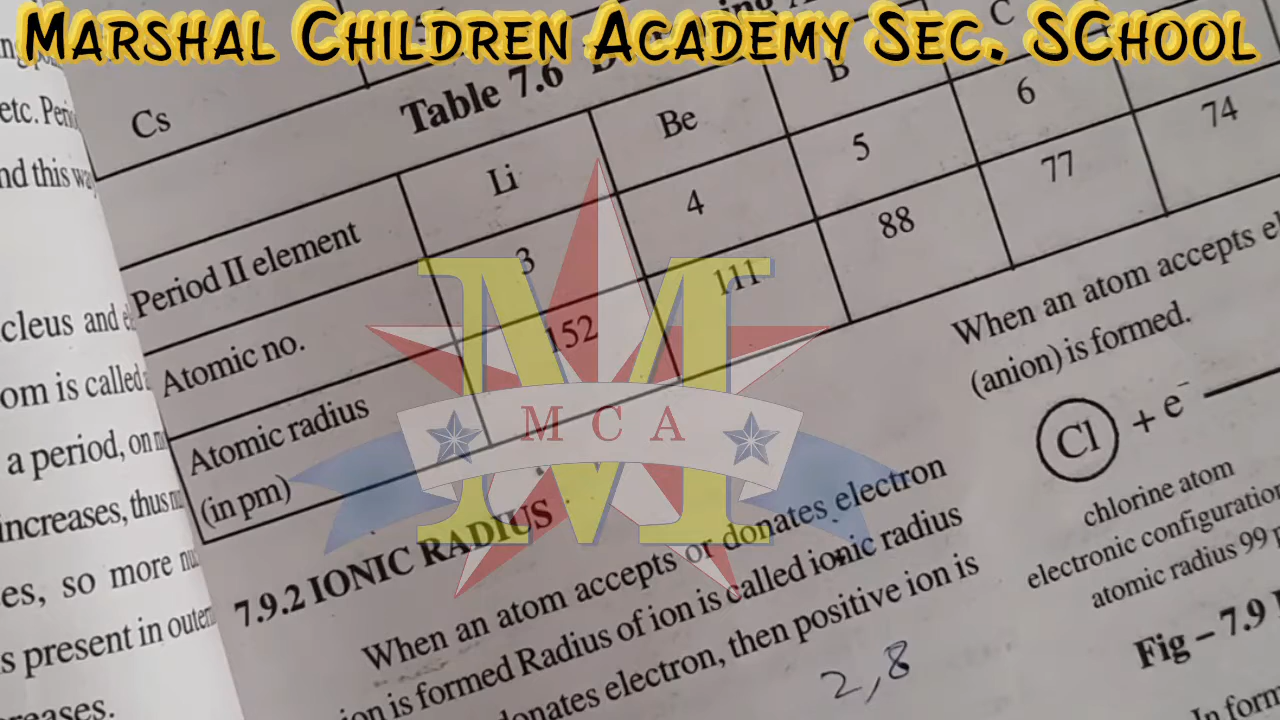 MARSHAL CHILDREN ACADEMY SEC. SCHOOL
etc.
Cs
Table 7.6
nd this
Period II element Li Be B C
Atomic no. 3 4 5 6
Atomic radius 152 111 88 77 74
(in pm)
cleus and
om is called
a period, on
increases, thus
es, so more
s present in
reases.
M C A
7.9.2 IONIC RADIUS
When an atom accepts or donates electron
ion is formed Radius of ion is called ionic radius
donates electron, then positive ion is
2,8
When an atom accepts
(anion) is formed.
Cl + e⁻
chlorine atom
electronic configuration
atomic radius 99
Fig – 7.9
In form